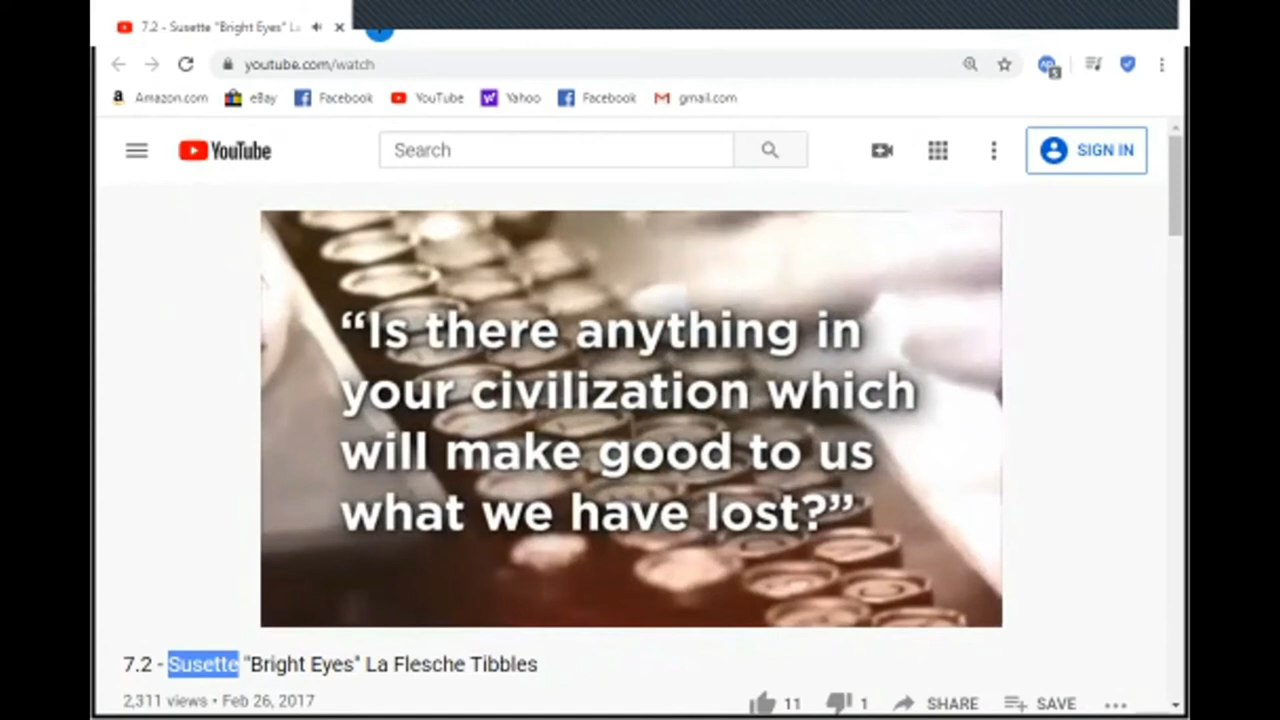 7.2 - Susette "Bright Eyes" La
youtube.com/watch
Amazon.com eBay Facebook YouTube Yahoo Facebook gmail.com
YouTube Search SIGN IN
“Is there anything in
your civilization which
will make good to us
what we have lost?”
7.2 - Susette "Bright Eyes" La Flesche Tibbles
2,311 views • Feb 26, 2017 11 1 SHARE SAVE